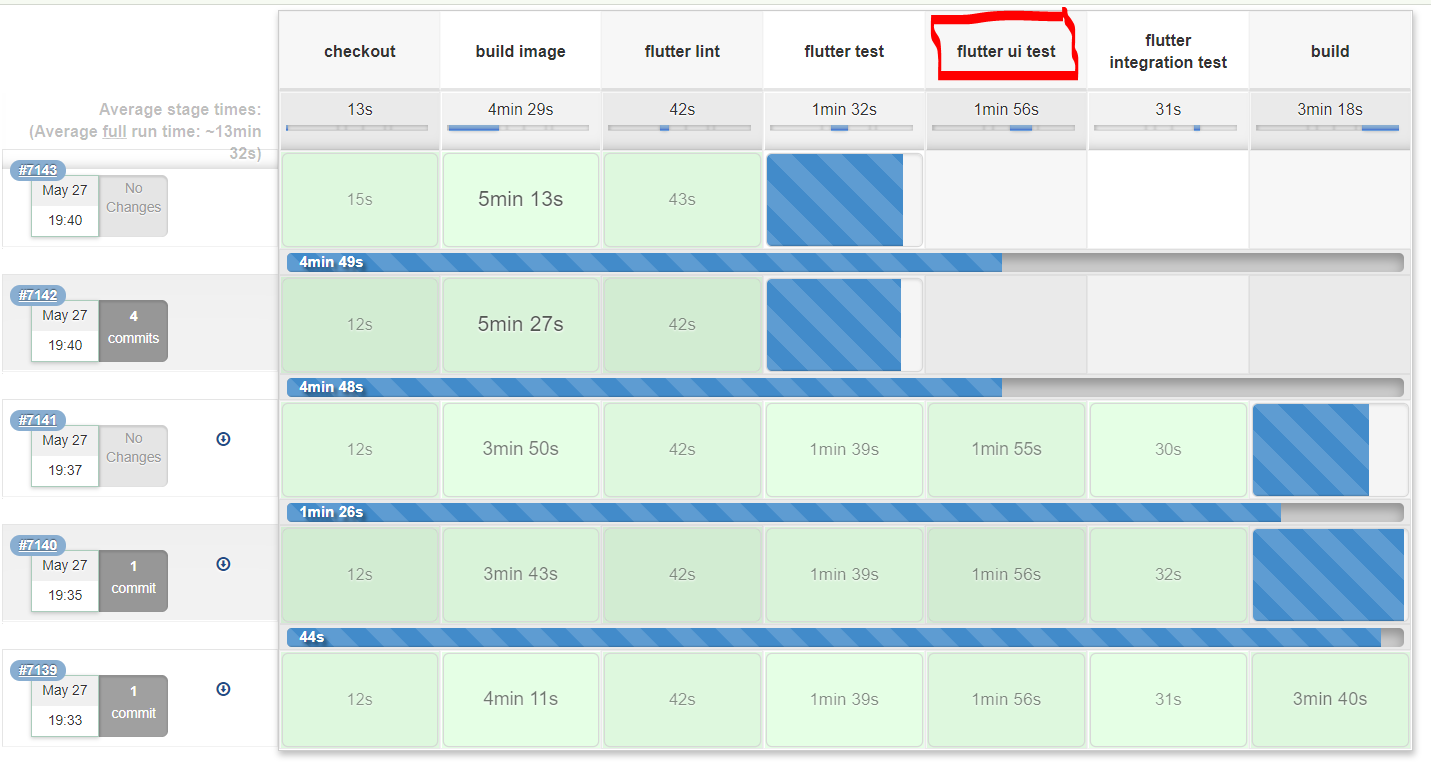 checkout
build image
flutter lint
flutter test
flutter ui test
flutter
integration test
build
Average stage times:
(Average full run time: ~13min
32s)
13s
4min 29s
42s
1min 32s
1min 56s
31s
3min 18s
#7143
May 27
19:40
No
Changes
15s
5min 13s
43s
4min 49s
#7142
May 27
19:40
4
commits
12s
5min 27s
42s
4min 48s
#7141
May 27
19:37
No
Changes
12s
3min 50s
42s
1min 39s
1min 55s
30s
1min 26s
#7140
May 27
19:35
1
commit
12s
3min 43s
42s
1min 39s
1min 56s
32s
44s
#7139
May 27
19:33
1
commit
12s
4min 11s
42s
1min 39s
1min 56s
31s
3min 40s